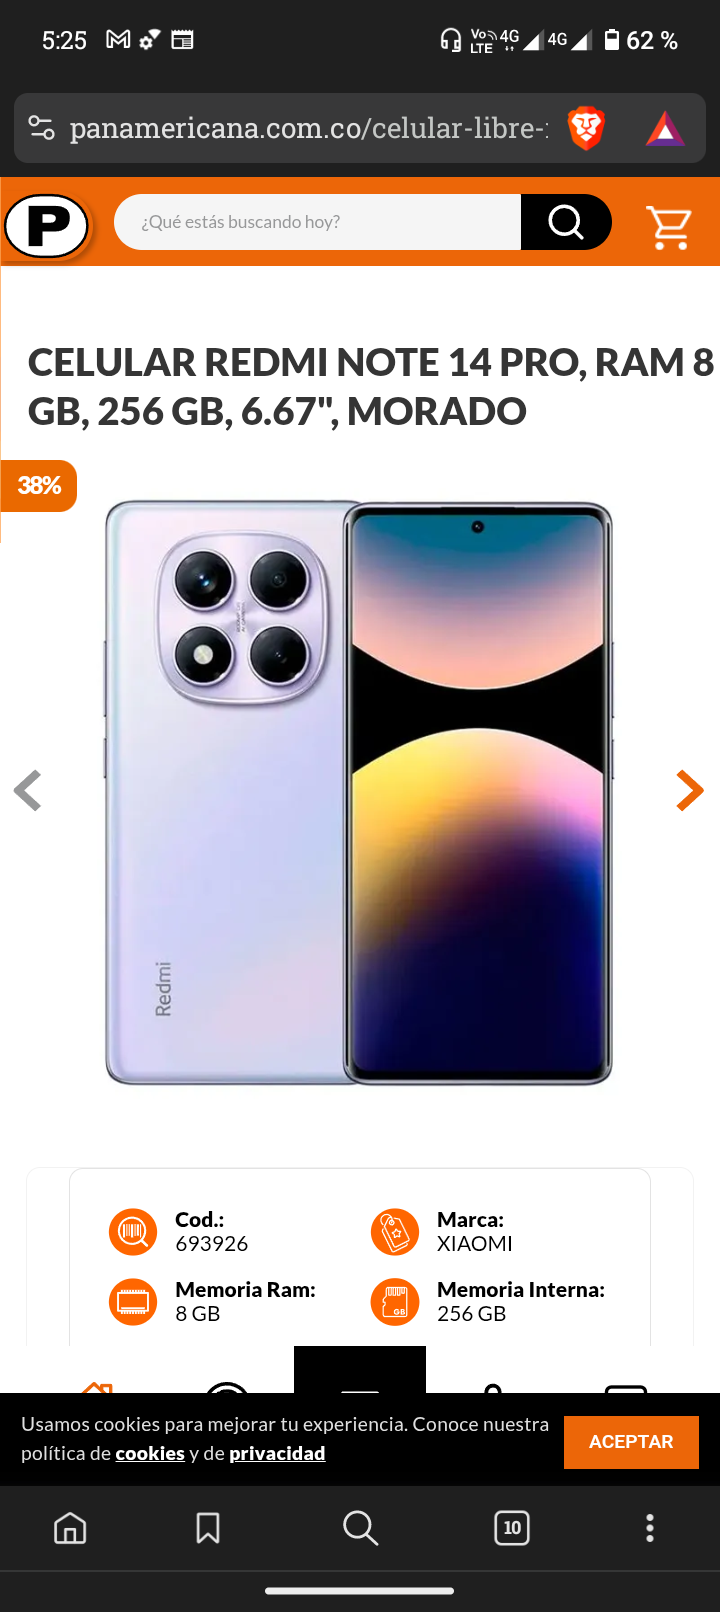 5:25
Vo LTE 4G 4G 62 %
panamericana.com.co/celular-libre-
P
¿Qué estás buscando hoy?
CELULAR REDMI NOTE 14 PRO, RAM 8
GB, 256 GB, 6.67", MORADO
38%
Redmi
Cod.:
693926
Marca:
XIAOMI
Memoria Ram:
8 GB
Memoria Interna:
256 GB
Usamos cookies para mejorar tu experiencia. Conoce nuestra
política de cookies y de privacidad
ACEPTAR
10